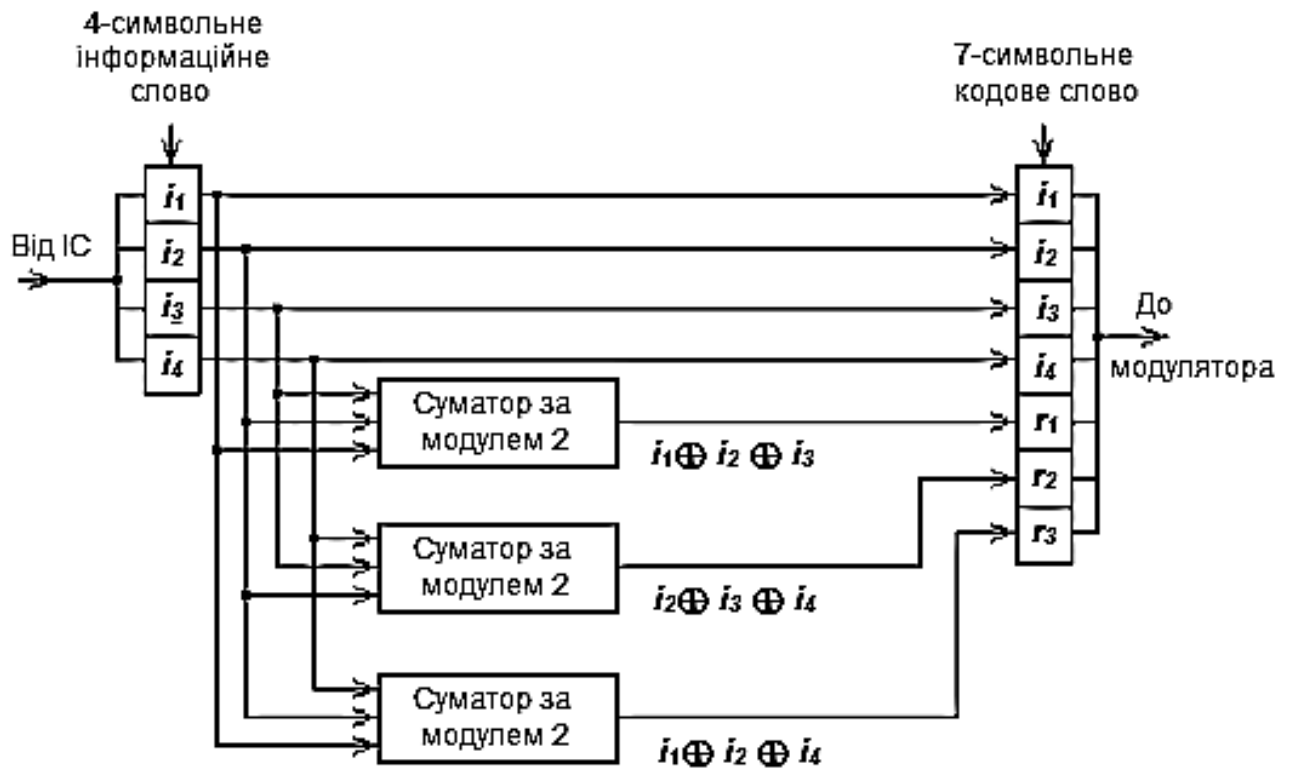 4-символьне
інформаційне
слово
7-символьне
кодове слово
Від ІС
i1
i2
i3
i4
i1
i2
i3
i4
r1
r2
r3
До
модулятора
Суматор за
модулем 2
i1⊕ i2 ⊕ i3
Суматор за
модулем 2
i2⊕ i3 ⊕ i4
Суматор за
модулем 2
i1⊕ i2 ⊕ i4